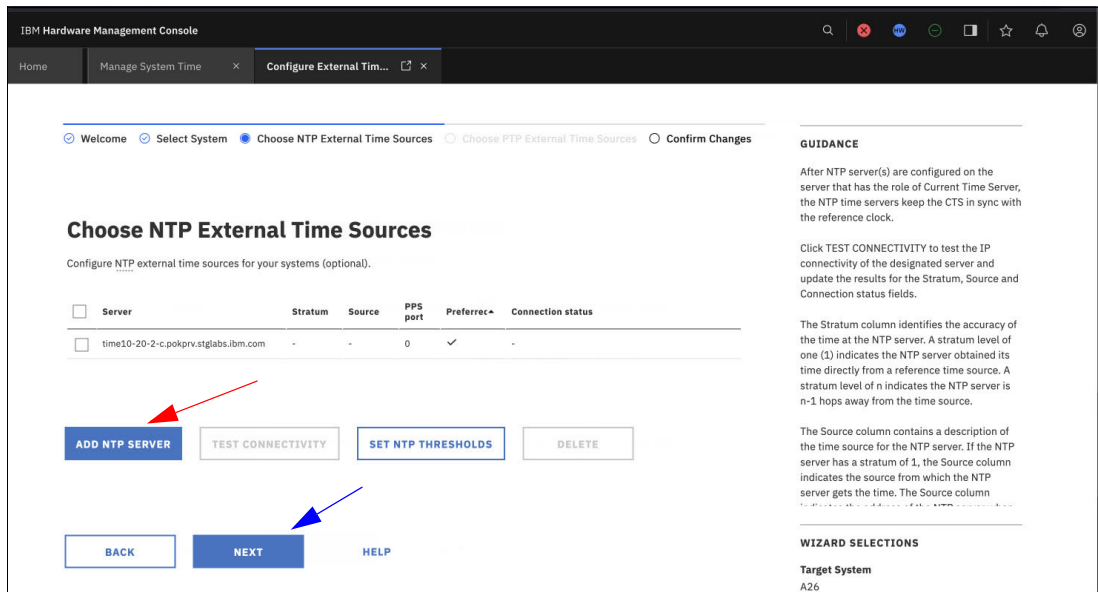 IBM Hardware Management Console
HW
Home
Manage System Time
Configure External Tim...
Welcome
Select System
Choose NTP External Time Sources
Choose PTP External Time Sources
Confirm Changes
Choose NTP External Time Sources
Configure NTP external time sources for your systems (optional).
Server Stratum Source PPS port Preferrec Connection status
time10-20-2-c.pokprv.stglabs.ibm.com - - 0 -
ADD NTP SERVER
TEST CONNECTIVITY
SET NTP THRESHOLDS
DELETE
BACK
NEXT
HELP
GUIDANCE
After NTP server(s) are configured on the
server that has the role of Current Time Server,
the NTP time servers keep the CTS in sync with
the reference clock.
Click TEST CONNECTIVITY to test the IP
connectivity of the designated server and
update the results for the Stratum, Source and
Connection status fields.
The Stratum column identifies the accuracy of
the time at the NTP server. A stratum level of
one (1) indicates the NTP server obtained its
time directly from a reference time source. A
stratum level of n indicates the NTP server is
n-1 hops away from the time source.
The Source column contains a description of
the time source for the NTP server. If the NTP
server has a stratum of 1, the Source column
indicates the source from which the NTP
server gets the time. The Source column
WIZARD SELECTIONS
Target System
A26